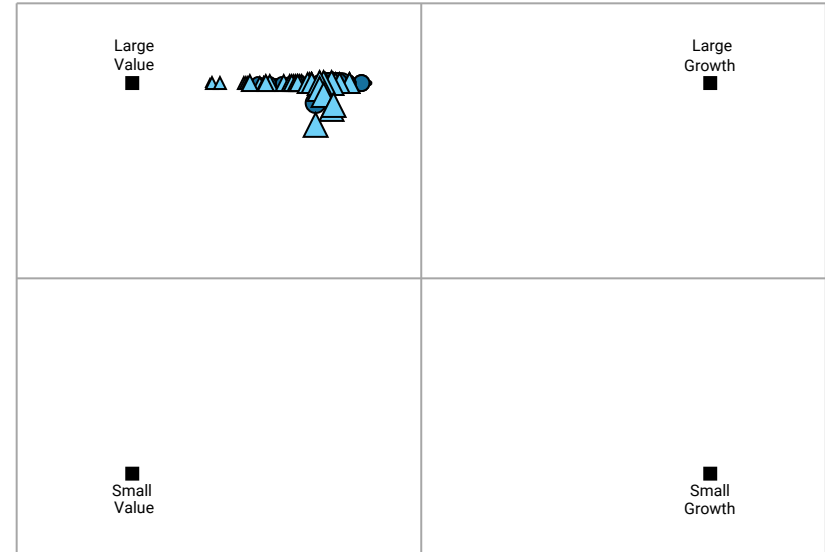 Large
Value
Large
Growth
Small
Value
Small
Growth